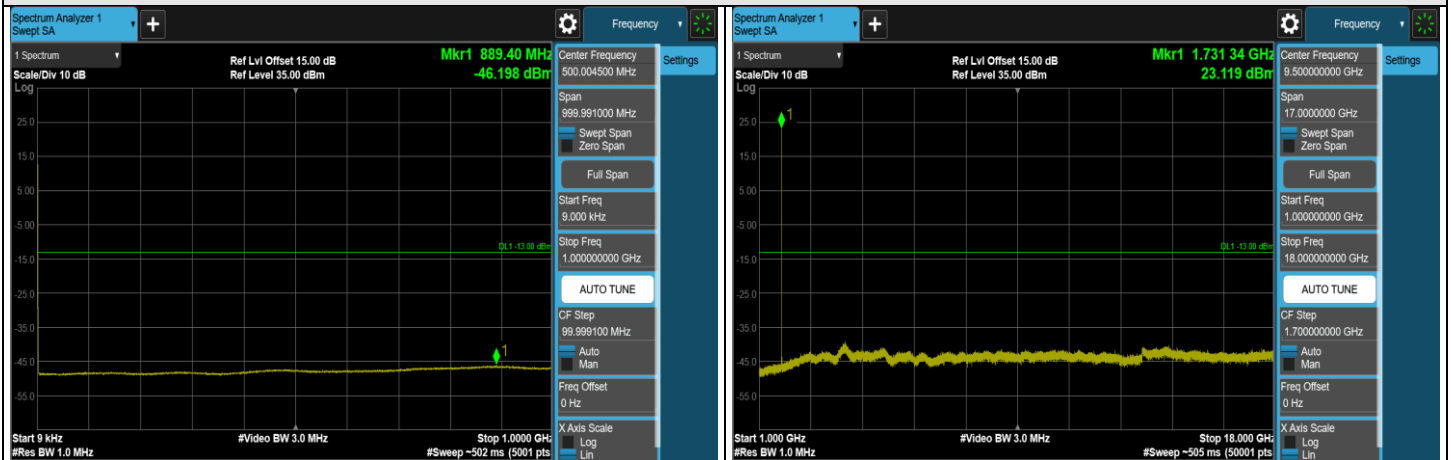 Spectrum Analyzer 1
Swept SA
+
Frequency
1 Spectrum
Scale/Div 10 dB
Log
Ref Lvl Offset 15.00 dB
Ref Level 35.00 dBm
Mkr1 889.40 MHz
-46.198 dBm
25.0
15.0
5.00
-5.00
-15.0
-25.0
-35.0
-45.0
-55.0
DL1 -13.00 dBm
1
Start 9 kHz
#Res BW 1.0 MHz
#Video BW 3.0 MHz
Stop 1.0000 GHz
#Sweep ~502 ms (5001 pts
Center Frequency
500.004500 MHz
Settings
Span
999.991000 MHz
Swept Span
Zero Span
Full Span
Start Freq
9.000 kHz
Stop Freq
1.000000000 GHz
AUTO TUNE
CF Step
99.999100 MHz
Auto
Man
Freq Offset
0 Hz
X Axis Scale
Log
Lin
Spectrum Analyzer 1
Swept SA
+
Frequency
1 Spectrum
Scale/Div 10 dB
Log
Ref Lvl Offset 15.00 dB
Ref Level 35.00 dBm
Mkr1 1.731 34 GHz
23.119 dBm
1
25.0
15.0
5.00
-5.00
-15.0
-25.0
-35.0
-45.0
-55.0
DL1 -13.00 dBm
Start 1.000 GHz
#Res BW 1.0 MHz
#Video BW 3.0 MHz
Stop 18.000 GHz
#Sweep ~505 ms (50001 pts
Center Frequency
9.500000000 GHz
Settings
Span
17.0000000 GHz
Swept Span
Zero Span
Full Span
Start Freq
1.000000000 GHz
Stop Freq
18.000000000 GHz
AUTO TUNE
CF Step
1.700000000 GHz
Auto
Man
Freq Offset
0 Hz
X Axis Scale
Log
Lin